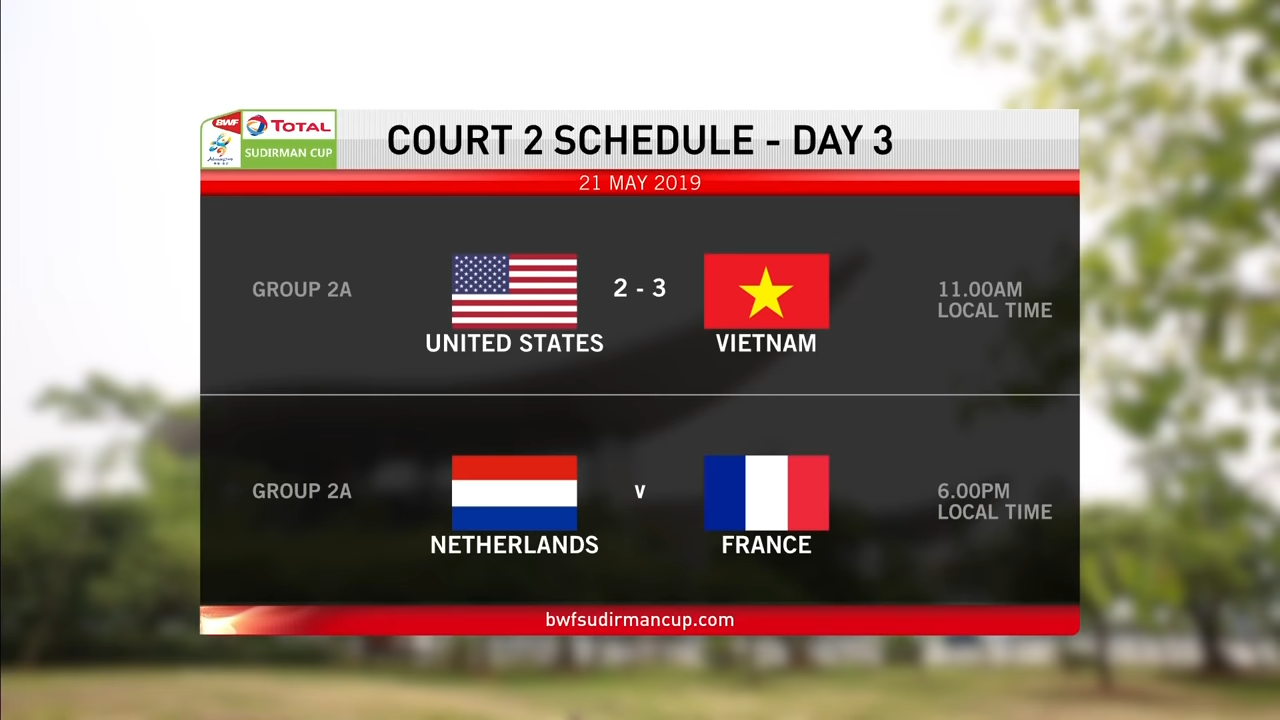 BWF
TOTAL
SUDIRMAN CUP
COURT 2 SCHEDULE - DAY 3
21 MAY 2019
GROUP 2A
2 - 3
11.00AM
LOCAL TIME
UNITED STATES
VIETNAM
GROUP 2A
v
6.00PM
LOCAL TIME
NETHERLANDS
FRANCE
bwfsudirmancup.com